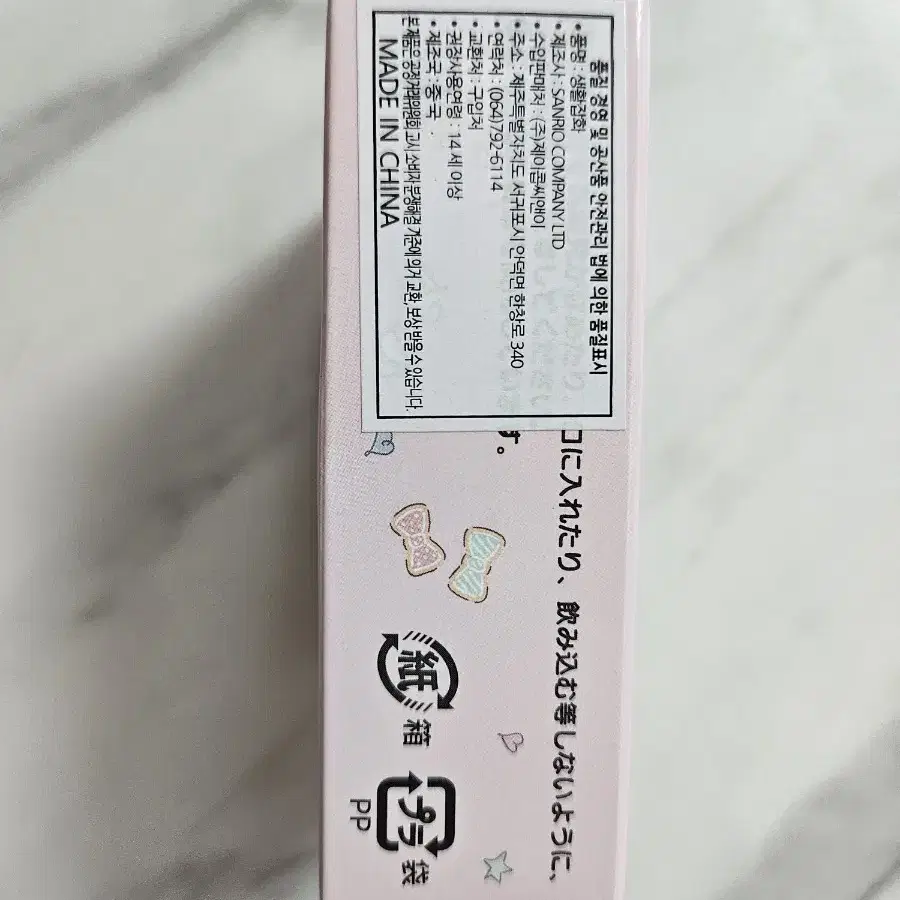 품질 경영 및 공산품 안전관리 법에 의한 품질표시
• 품명 : 생활잡화
• 제조사 : SANRIO COMPANY LTD
• 수입판매처 : (주)제이콥씨앤이
• 주소 : 제주특별자치도 서귀포시 안덕면 한창로 340
• 연락처 : (064)792-6114
• 교환처 : 구입처
• 권장사용연령 : 14 세 이상
• 제조국 : 중국
본 제품은 공정거래위원회 고시 소비자 분쟁해결 기준에 의거 교환, 보상 받을 수 있습니다.
MADE IN CHINA
口に入れたり、飲み込む等しないように、
す。
紙
箱
プラ
袋
PP